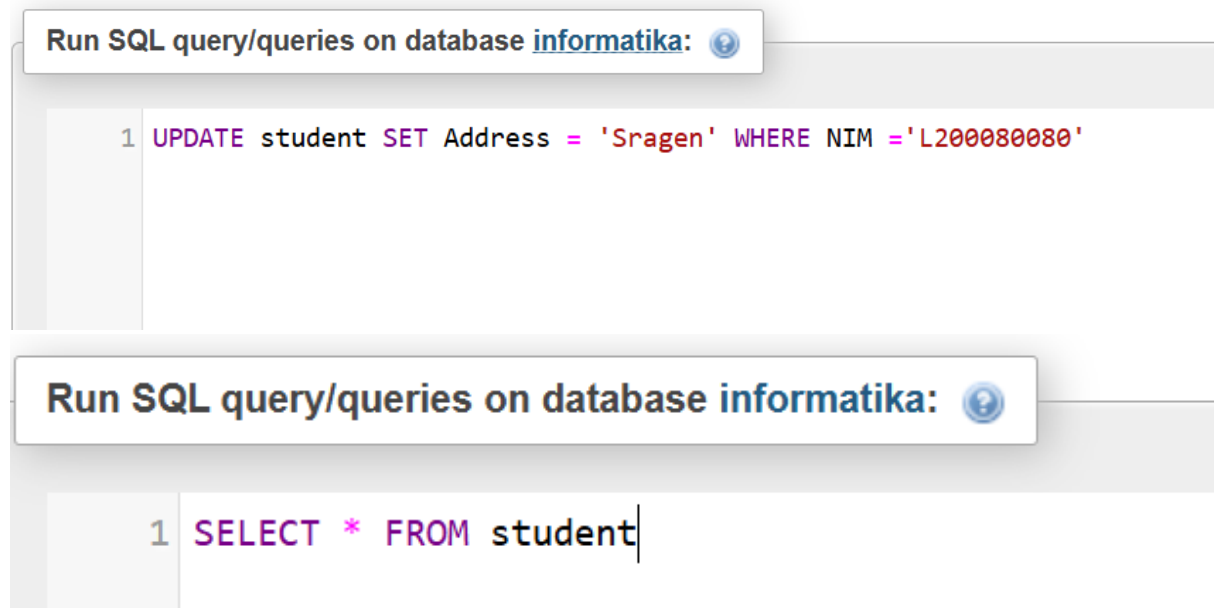 Run SQL query/queries on database informatika:
1 UPDATE student SET Address = 'Sragen' WHERE NIM ='L200080080'
Run SQL query/queries on database informatika:
1 SELECT * FROM student